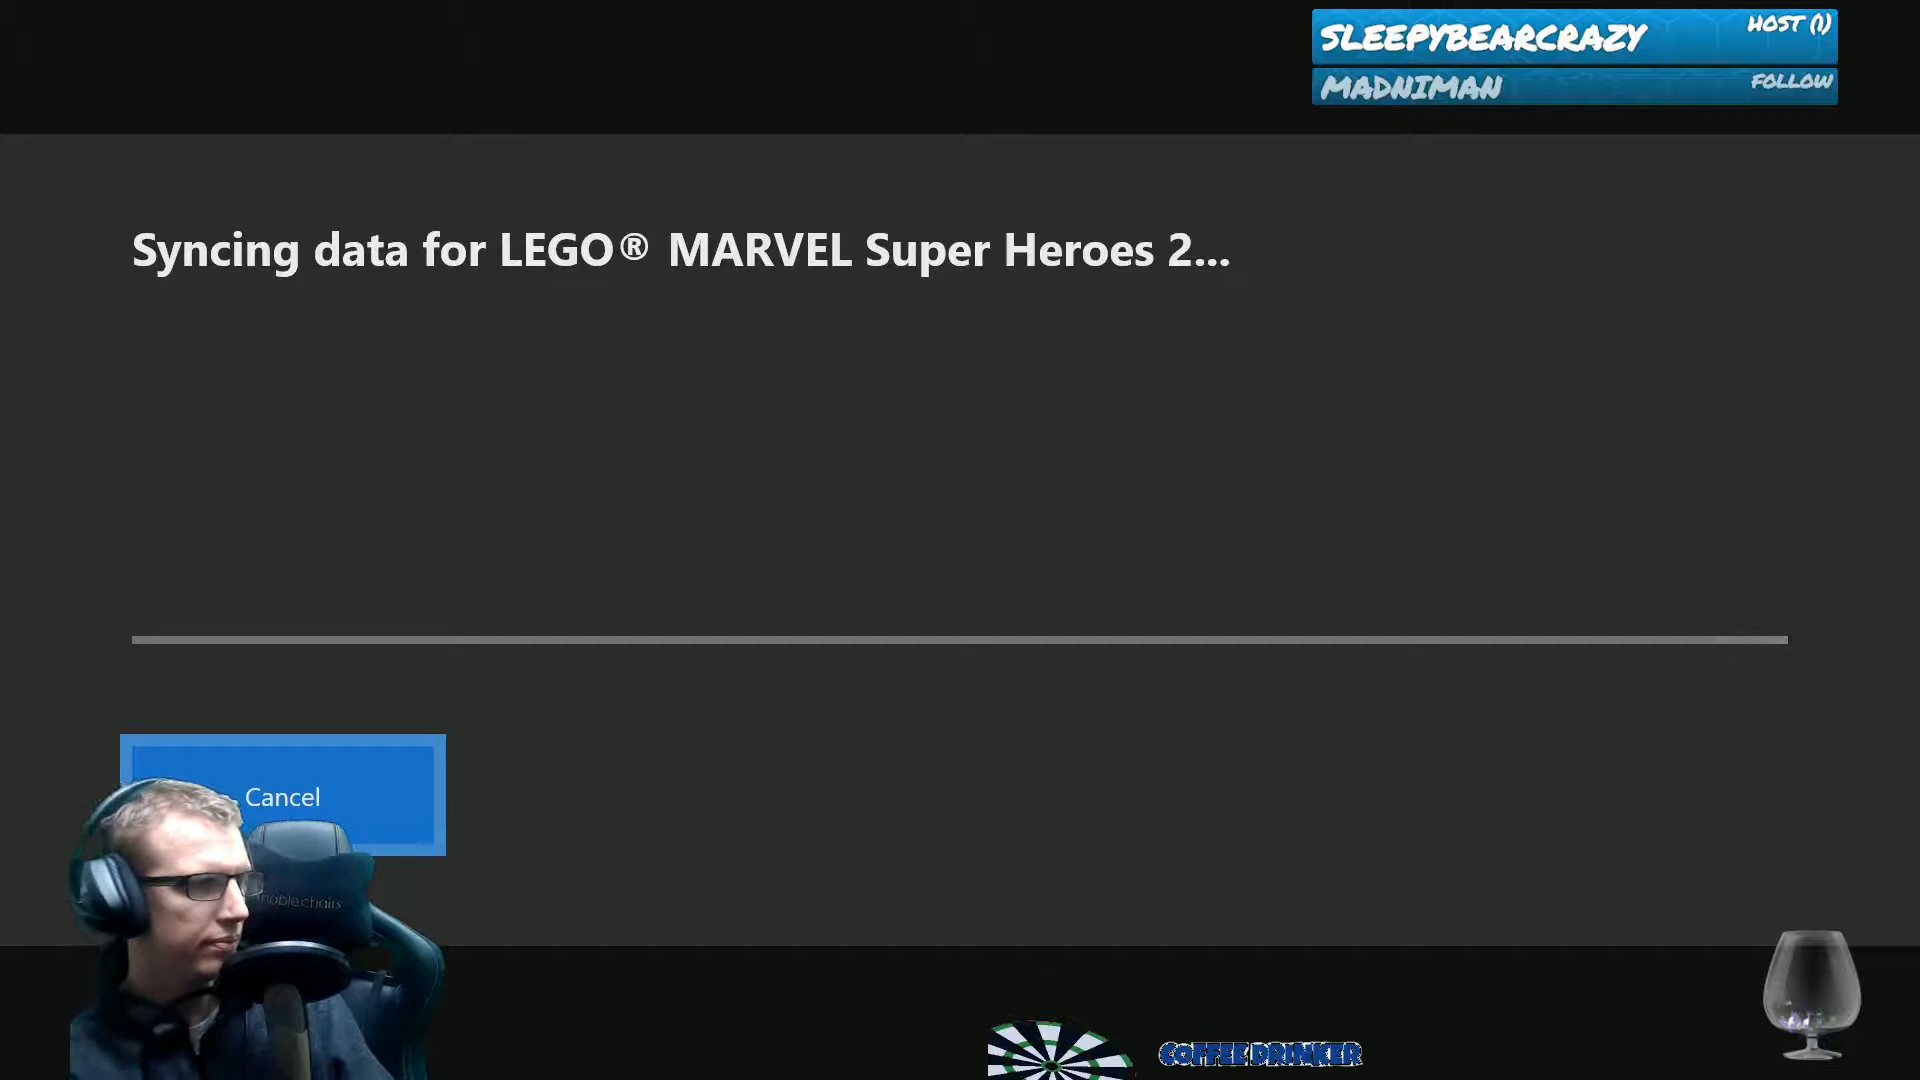 SLEEPYBEARCRAZY HOST (1)
MADNIMAN FOLLOW
Syncing data for LEGO® MARVEL Super Heroes 2...
Cancel
noblechairs
COFFEE DRINKER